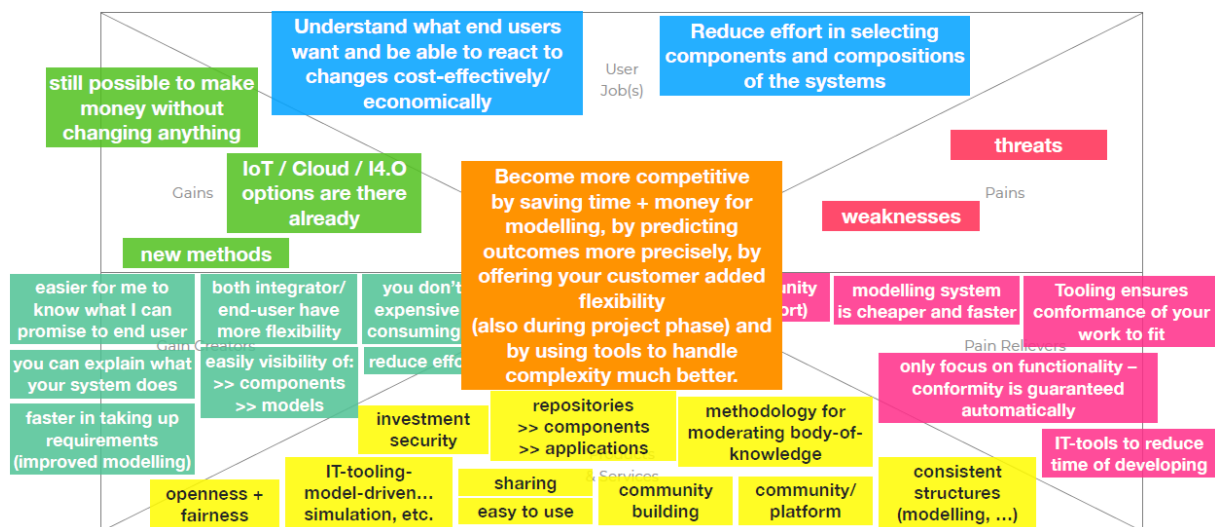 Understand what end users
want and be able to react to
changes cost-effectively/
economically
Reduce effort in selecting
components and compositions
of the systems
User
Job(s)
still possible to make
money without
changing anything
IoT / Cloud / I4.O
options are there
already
Gains
new methods
threats
Pains
weaknesses
Become more competitive
by saving time + money for
modelling, by predicting
outcomes more precisely, by
offering your customer added
flexibility
(also during project phase) and
by using tools to handle
complexity much better.
easier for me to
know what I can
promise to end user
both integrator/
end-user have
more flexibility
you don't
expensive
consuming
Gain Creators
you can explain what
your system does
easily visibility of:
>> components
>> models
reduce effo
faster in taking up
requirements
(improved modelling)
modelling system
is cheaper and faster
Tooling ensures
conformance of your
work to fit
Pain Relievers
only focus on functionality –
conformity is guaranteed
automatically
IT-tools to reduce
time of developing
investment
security
repositories
>> components
>> applications
methodology for
moderating body-of-
knowledge
& Services
openness +
fairness
IT-tooling-
model-driven...
simulation, etc.
sharing
easy to use
community
building
community/
platform
consistent
structures
(modelling, ...)